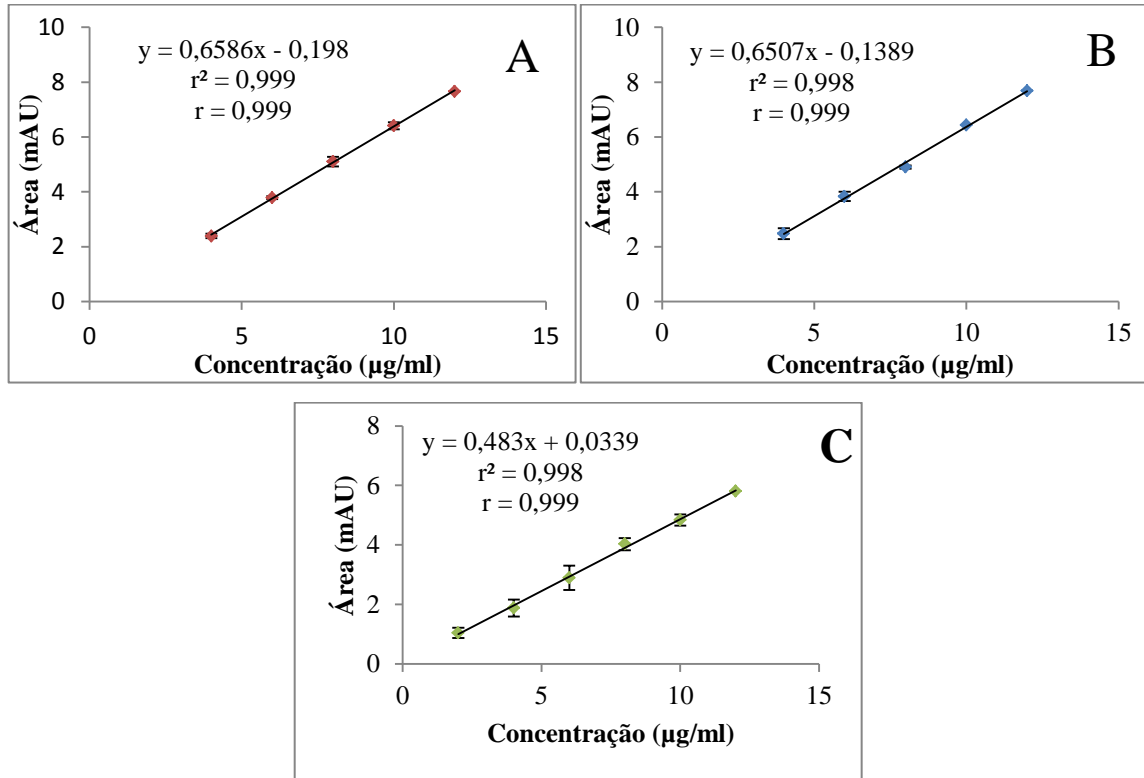 A
y = 0,6586x - 0,198
r² = 0,999
r = 0,999
Área (mAU)
10
8
6
4
2
0
0 5 10 15
Concentração (µg/ml)
B
y = 0,6507x - 0,1389
r² = 0,998
r = 0,999
Área (mAU)
10
8
6
4
2
0
0 5 10 15
Concentração (µg/ml)
C
y = 0,483x + 0,0339
r² = 0,998
r = 0,999
Área (mAU)
8
6
4
2
0
0 5 10 15
Concentração (µg/ml)